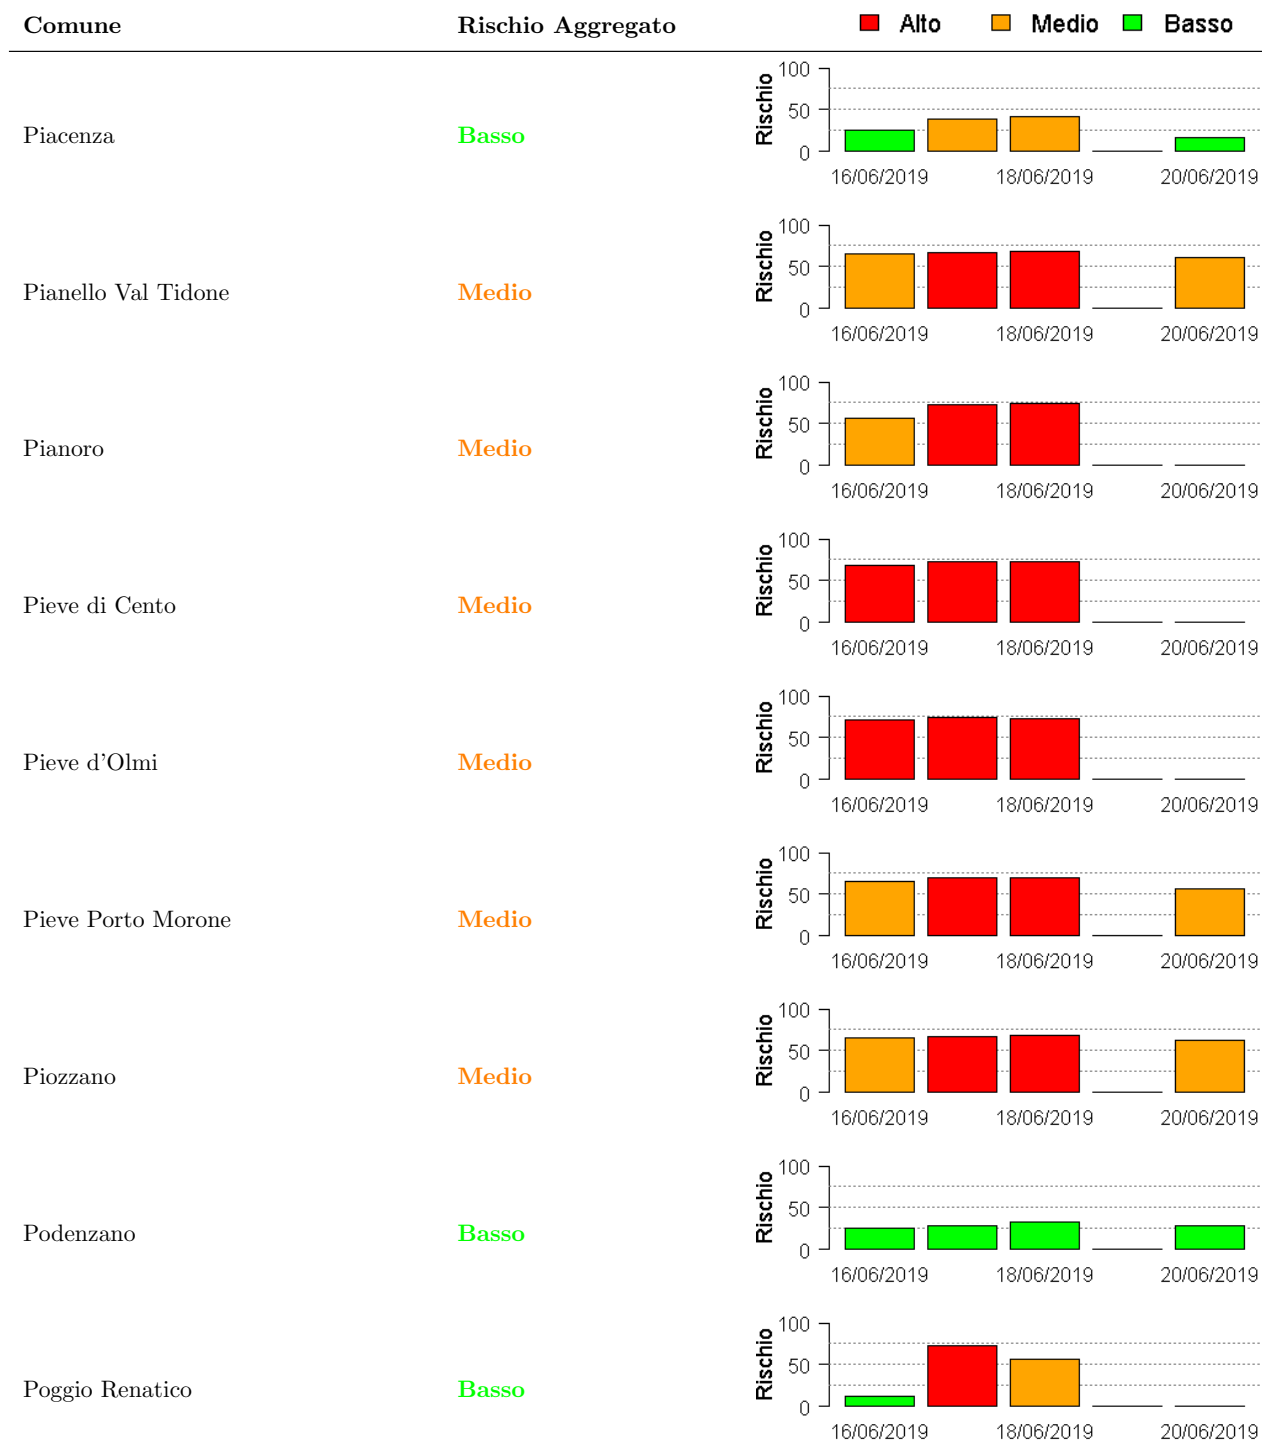 Comune Rischio Aggregato Alto Medio Basso
Piacenza Basso
Rischio
100
50
0
16/06/2019 18/06/2019 20/06/2019
Pianello Val Tidone Medio
Rischio
100
50
0
16/06/2019 18/06/2019 20/06/2019
Pianoro Medio
Rischio
100
50
0
16/06/2019 18/06/2019 20/06/2019
Pieve di Cento Medio
Rischio
100
50
0
16/06/2019 18/06/2019 20/06/2019
Pieve d'Olmi Medio
Rischio
100
50
0
16/06/2019 18/06/2019 20/06/2019
Pieve Porto Morone Medio
Rischio
100
50
0
16/06/2019 18/06/2019 20/06/2019
Piozzano Medio
Rischio
100
50
0
16/06/2019 18/06/2019 20/06/2019
Podenzano Basso
Rischio
100
50
0
16/06/2019 18/06/2019 20/06/2019
Poggio Renatico Basso
Rischio
100
50
0
16/06/2019 18/06/2019 20/06/2019